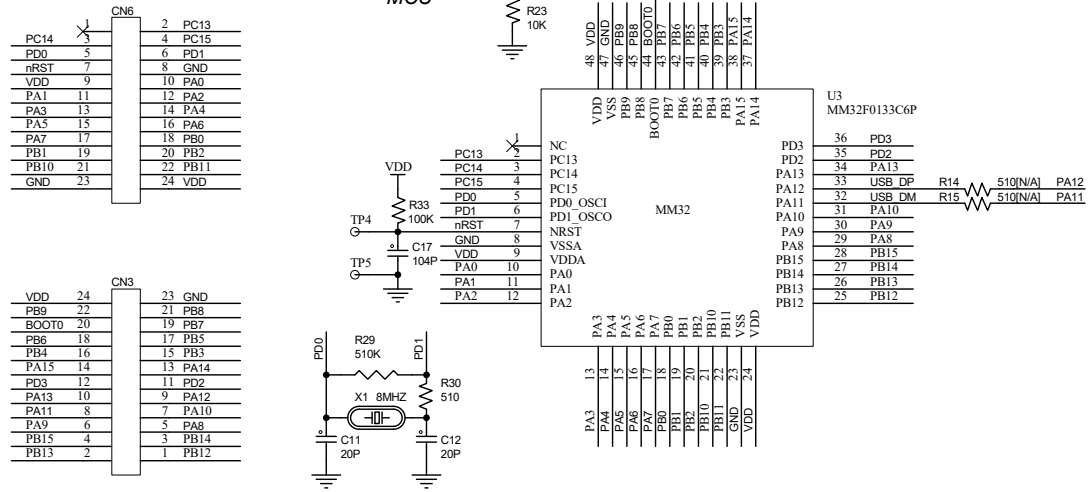 MCU
R23
10K
CN6
1 2 PC13
PC14 3 4 PC15
PD0 5 6 PD1
nRST 7 8 GND
VDD 9 10 PA0
PA1 11 12 PA2
PA3 13 14 PA4
PA5 15 16 PA6
PA7 17 18 PB0
PB1 19 20 PB2
PB10 21 22 PB11
GND 23 24 VDD
CN3
VDD 24 23 GND
PB9 22 21 PB8
BOOT0 20 19 PB7
PB6 18 17 PB5
PB4 16 15 PB3
PA15 14 13 PA14
PD3 12 11 PD2
PA13 10 9 PA12
PA11 8 7 PA10
PA9 6 5 PA8
PB15 4 3 PB14
PB13 2 1 PB12
VDD
R33
100K
TP4
C17
104P
TP5
PD0
PD1
R29
510K
R30
510
X1 8MHZ
C11
20P
C12
20P
48 VDD
47 GND
46 PB9
45 PB8
44 BOOT0
43 PB7
42 PB6
41 PB5
40 PB4
39 PB3
38 PA15
37 PA14
VDD
VSS
PB9
PB8
BOOT0
PB7
PB6
PB5
PB4
PB3
PA15
PA14
U3
MM32F0133C6P
MM32
1 NC
PC13 2 PC13
PC14 3 PC14
PC15 4 PC15
PD0 5 PD0_OSCI
PD1 6 PD1_OSCO
nRST 7 NRST
GND 8 VSSA
VDD 9 VDDA
PA0 10 PA0
PA1 11 PA1
PA2 12 PA2
PD3 36 PD3
PD2 35 PD2
PA13 34 PA13
PA12 33 USB_DP R14 510[N/A] PA12
PA11 32 USB_DM R15 510[N/A] PA11
PA10 31 PA10
PA9 30 PA9
PA8 29 PA8
PB15 28 PB15
PB14 27 PB14
PB13 26 PB13
PB12 25 PB12
PA3
PA4
PA5
PA6
PA7
PB0
PB1
PB2
PB10
PB11
VSS
VDD
PA3 13
PA4 14
PA5 15
PA6 16
PA7 17
PB0 18
PB1 19
PB2 20
PB10 21
PB11 22
GND 23
VDD 24